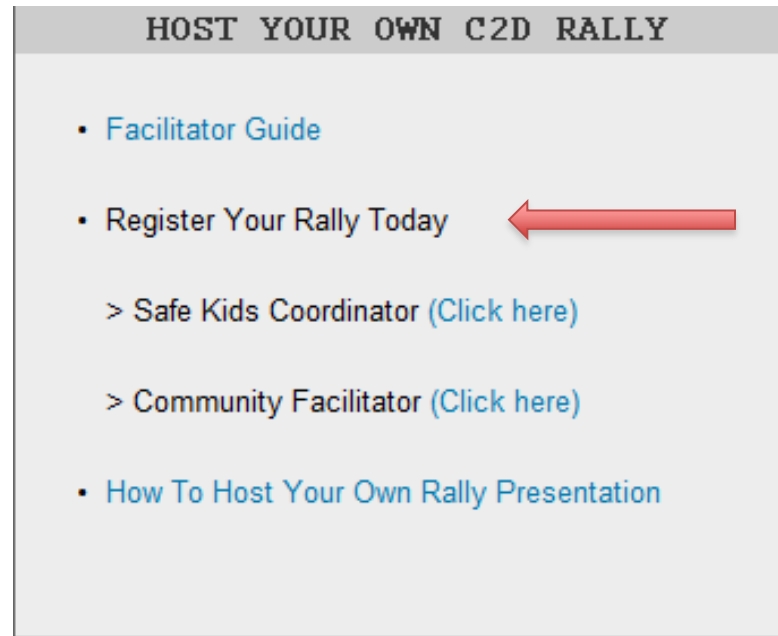 HOST YOUR OWN C2D RALLY
• Facilitator Guide
• Register Your Rally Today
> Safe Kids Coordinator (Click here)
> Community Facilitator (Click here)
• How To Host Your Own Rally Presentation